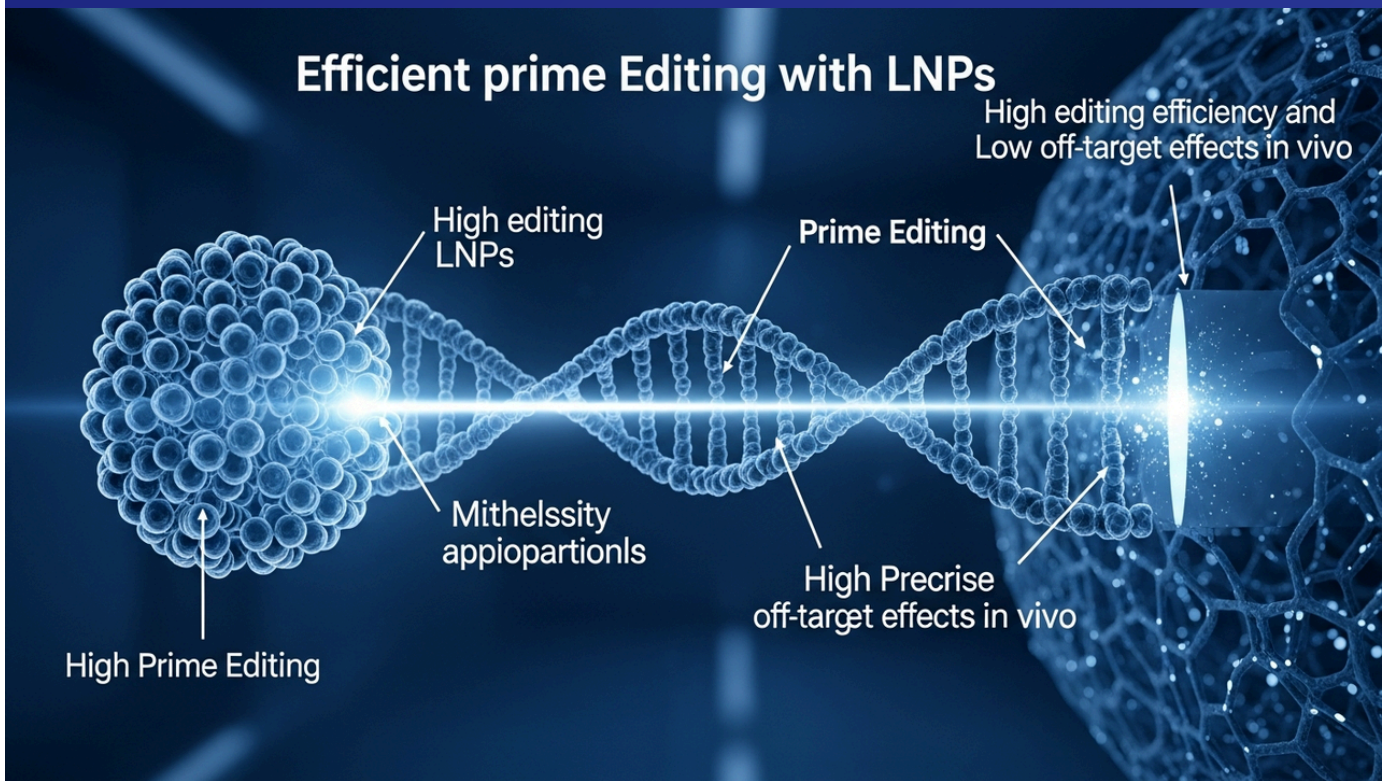 Efficient prime Editing with LNPs
High editing efficiency and
Low off-target effects in vivo
High editing
LNPs
Prime Editing
Mithelssity
appiopartionls
High Precrise
off-target effects in vivo
High Prime Editing